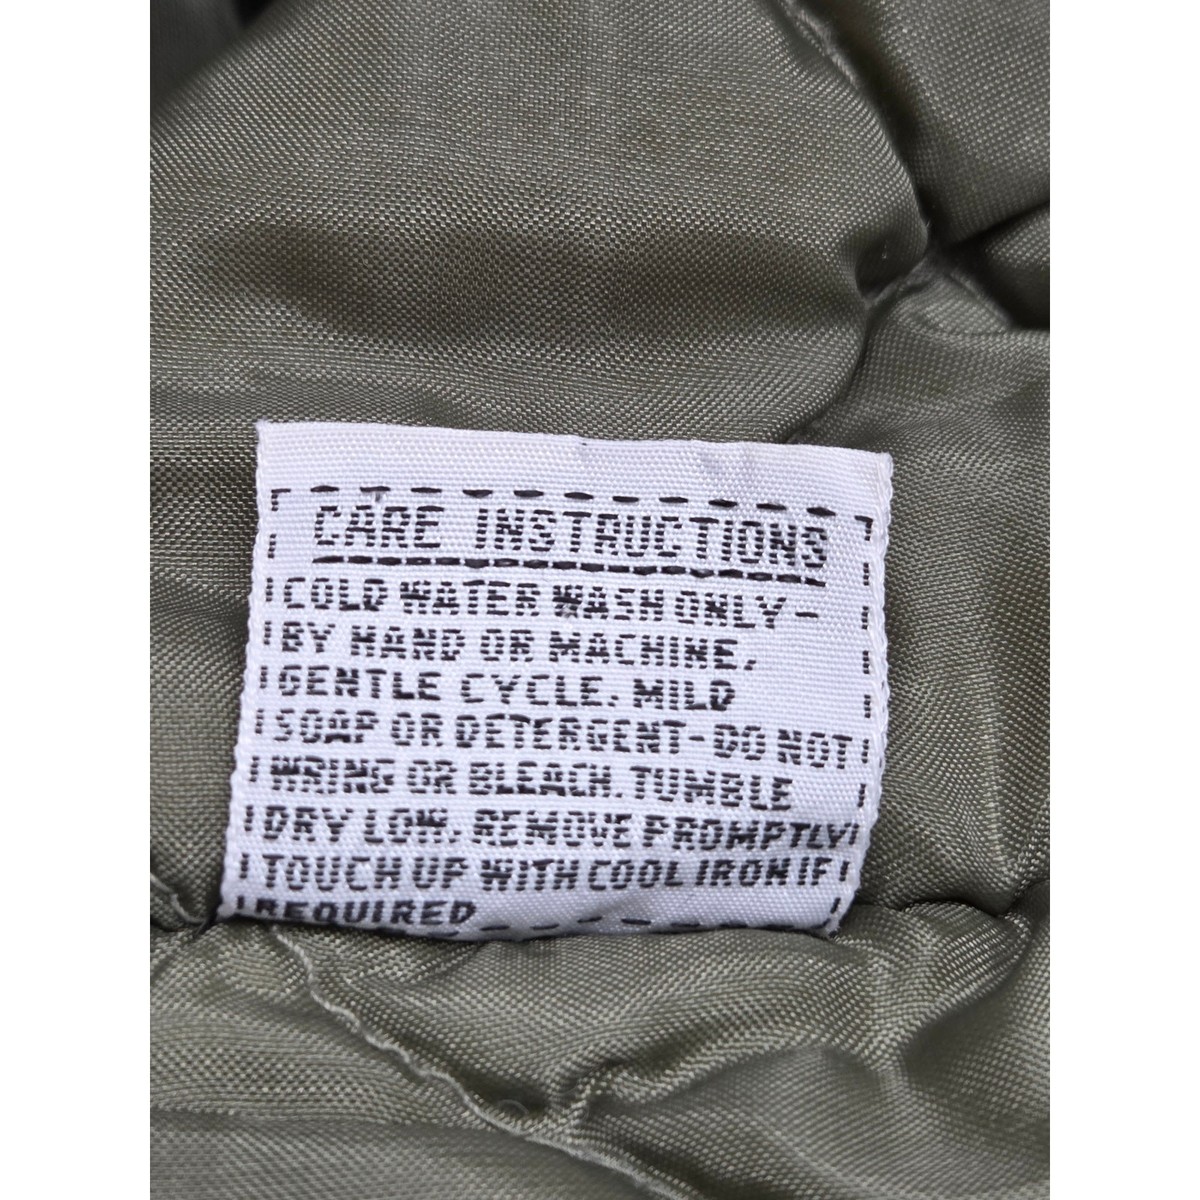 CARE INSTRUCTIONS
COLD WATER WASH ONLY-
BY HAND OR MACHINE,
GENTLE CYCLE. MILD
SOAP OR DETERGENT-DO NOT
WRING OR BLEACH. TUMBLE
DRY LOW. REMOVE PROMPTLY
TOUCH UP WITH COOL IRON IF
REQUIRED